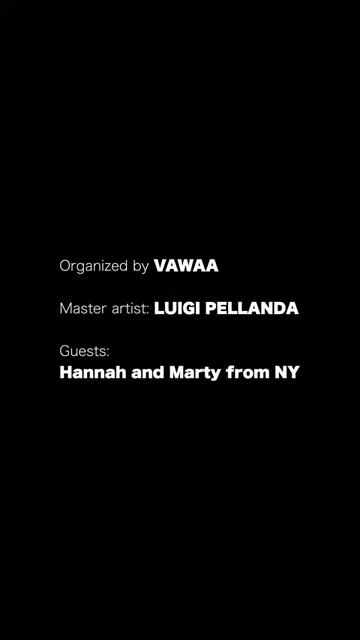 Organized by VAWAA
Master artist: LUIGI PELLANDA
Guests:
Hannah and Marty from NY